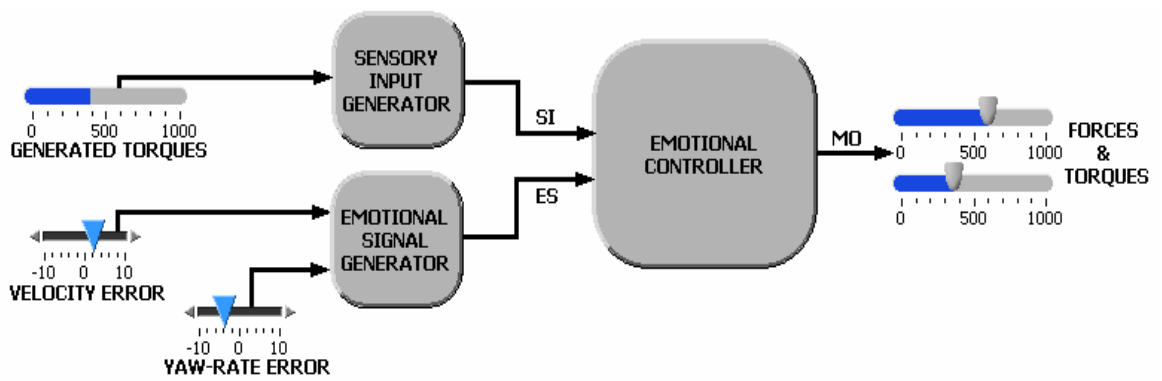 SENSORY
INPUT
GENERATOR
0 500 1000
GENERATED TORQUES
SI
EMOTIONAL
CONTROLLER
MO
0 500 1000
0 500 1000
FORCES
&
TORQUES
ES
EMOTIONAL
SIGNAL
GENERATOR
-10 0 10
VELOCITY ERROR
-10 0 10
YAW-RATE ERROR